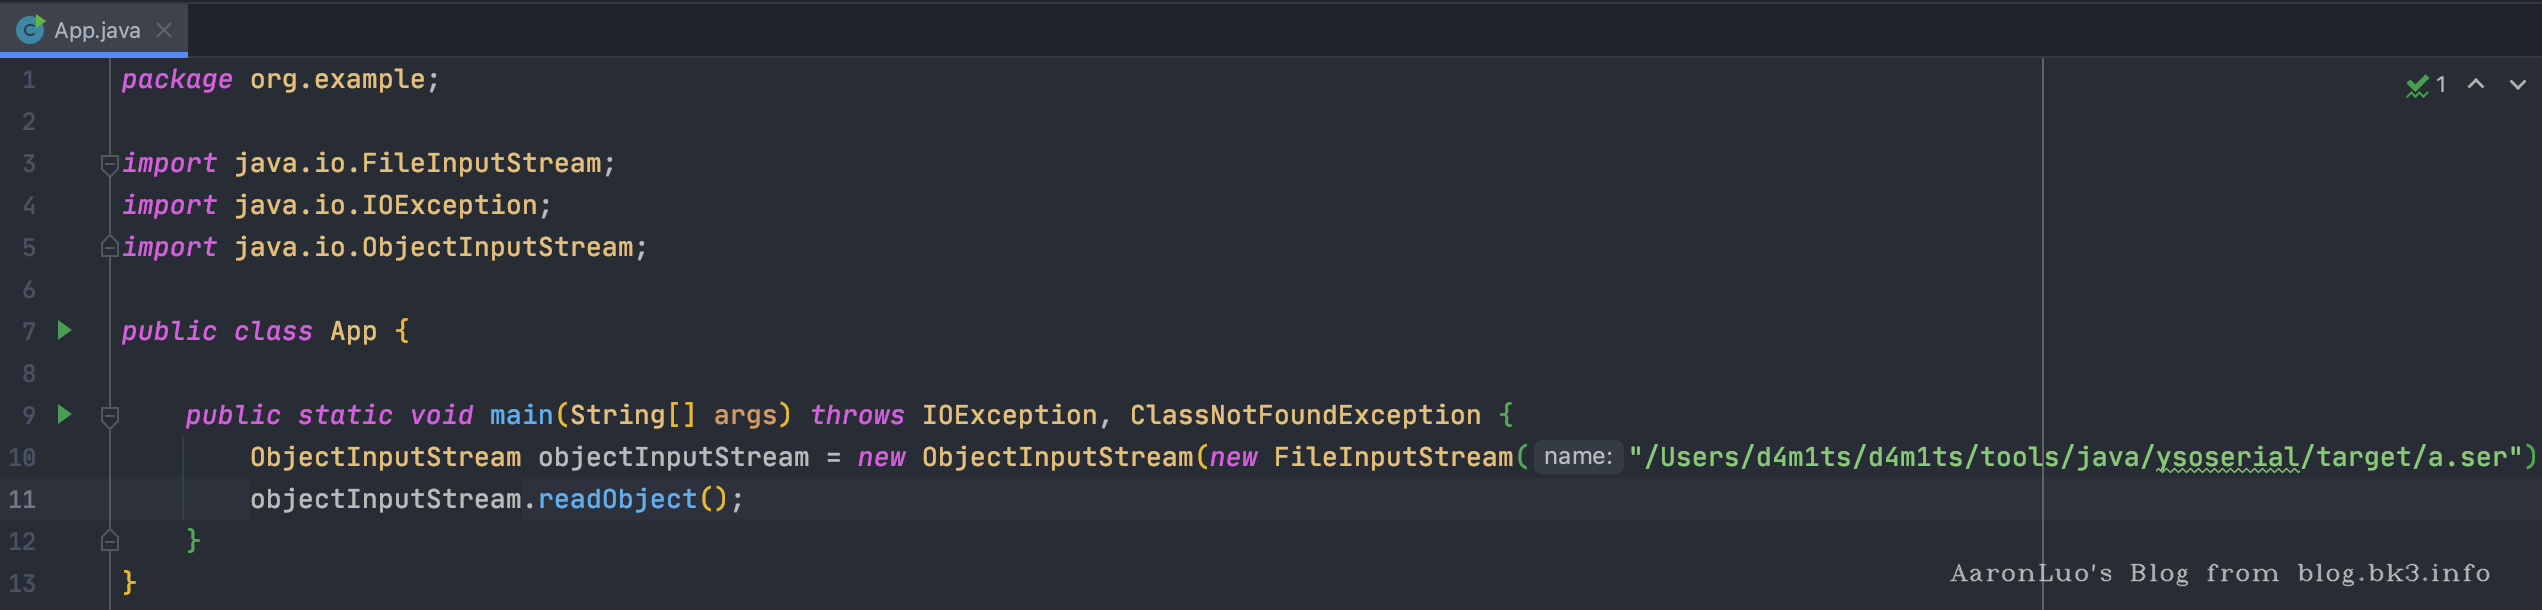 App.java
1 package org.example;
2
3 import java.io.FileInputStream;
4 import java.io.IOException;
5 import java.io.ObjectInputStream;
6
7 public class App {
8
9 public static void main(String[] args) throws IOException, ClassNotFoundException {
10 ObjectInputStream objectInputStream = new ObjectInputStream(new FileInputStream( name: "/Users/d4m1ts/d4m1ts/tools/java/ysoserial/target/a.ser")
11 objectInputStream.readObject();
12 }
13 }
1
AaronLuo's Blog from blog.bk3.info